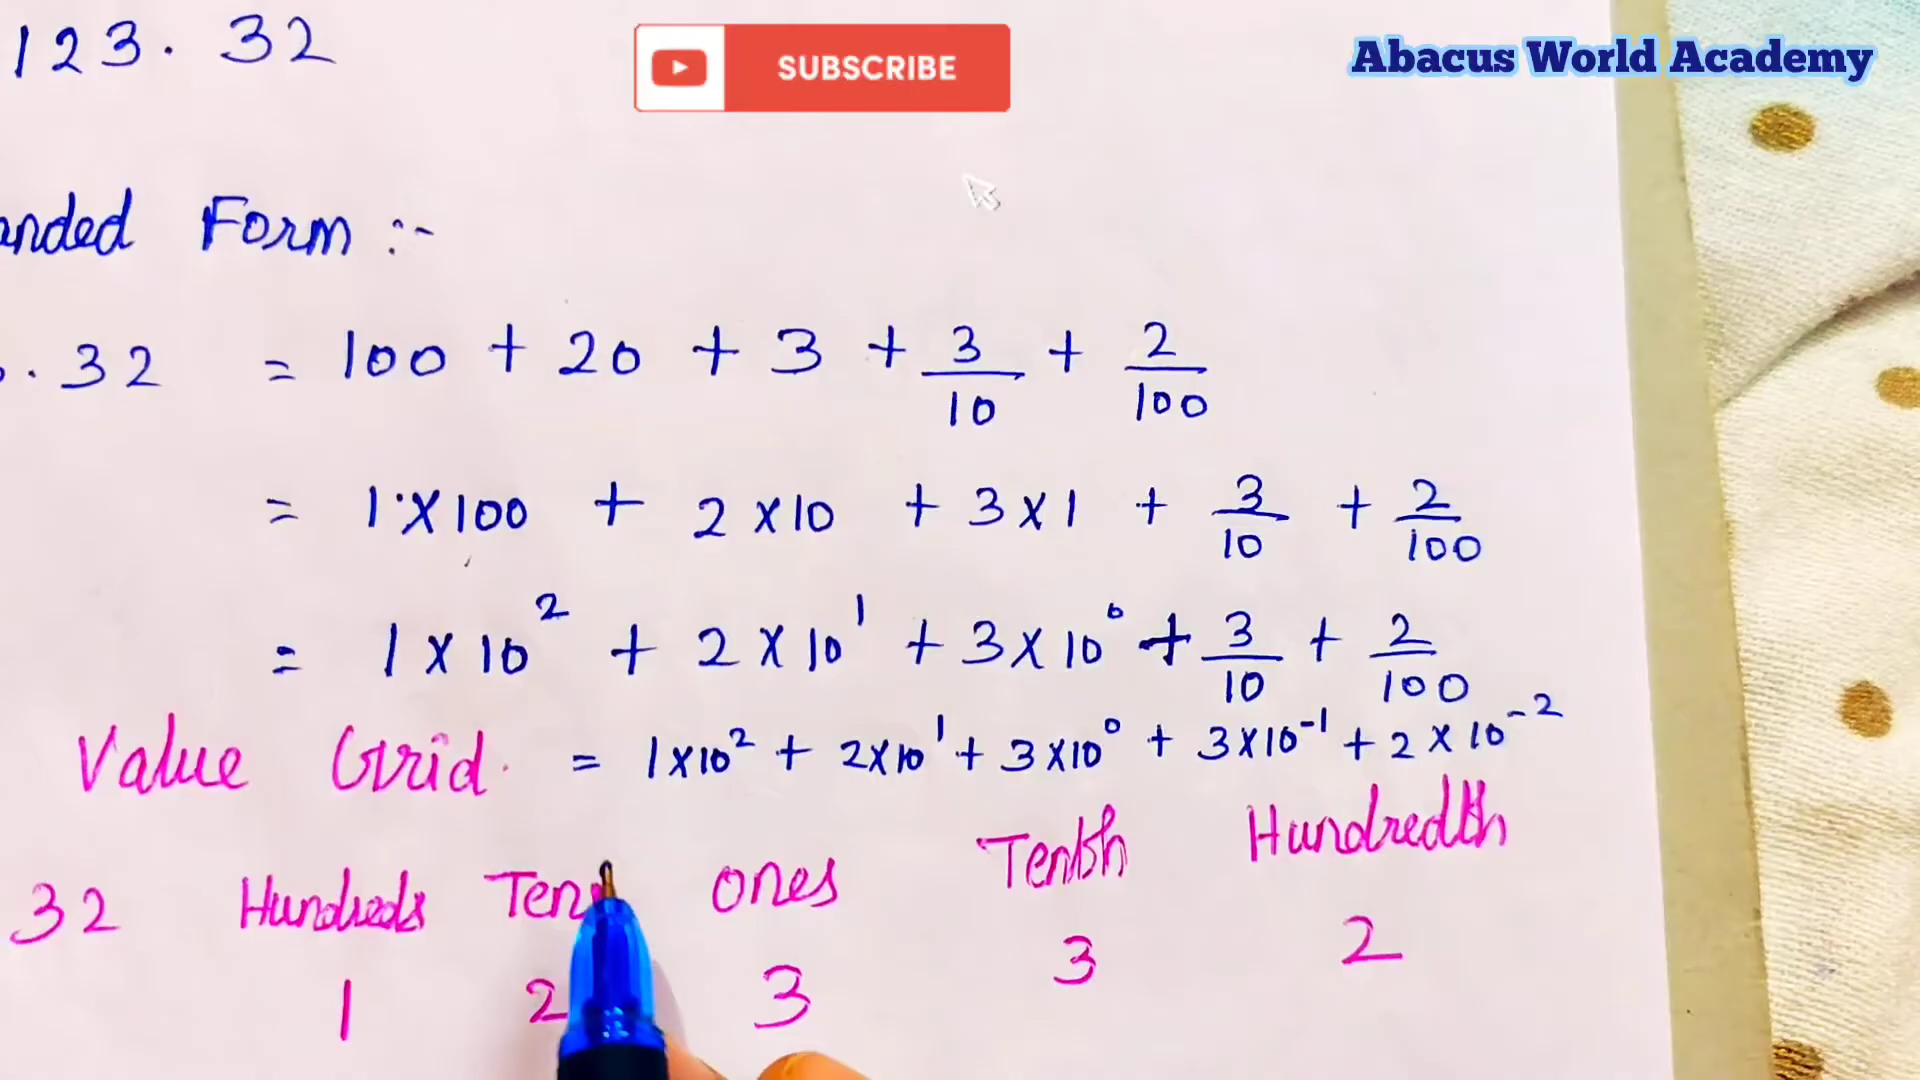 123.32
SUBSCRIBE
Abacus World Academy
anded Form :-
.32 = 100 + 20 + 3 + 3/10 + 2/100
= 1×100 + 2×10 + 3×1 + 3/10 + 2/100
= 1×10² + 2×10¹ + 3×10⁰ + 3/10 + 2/100
Value Grid. = 1×10² + 2×10¹ + 3×10⁰ + 3×10⁻¹ + 2×10⁻²
32 Hundreds Ten Ones Tenth Hundredth
1 2 3 3 2